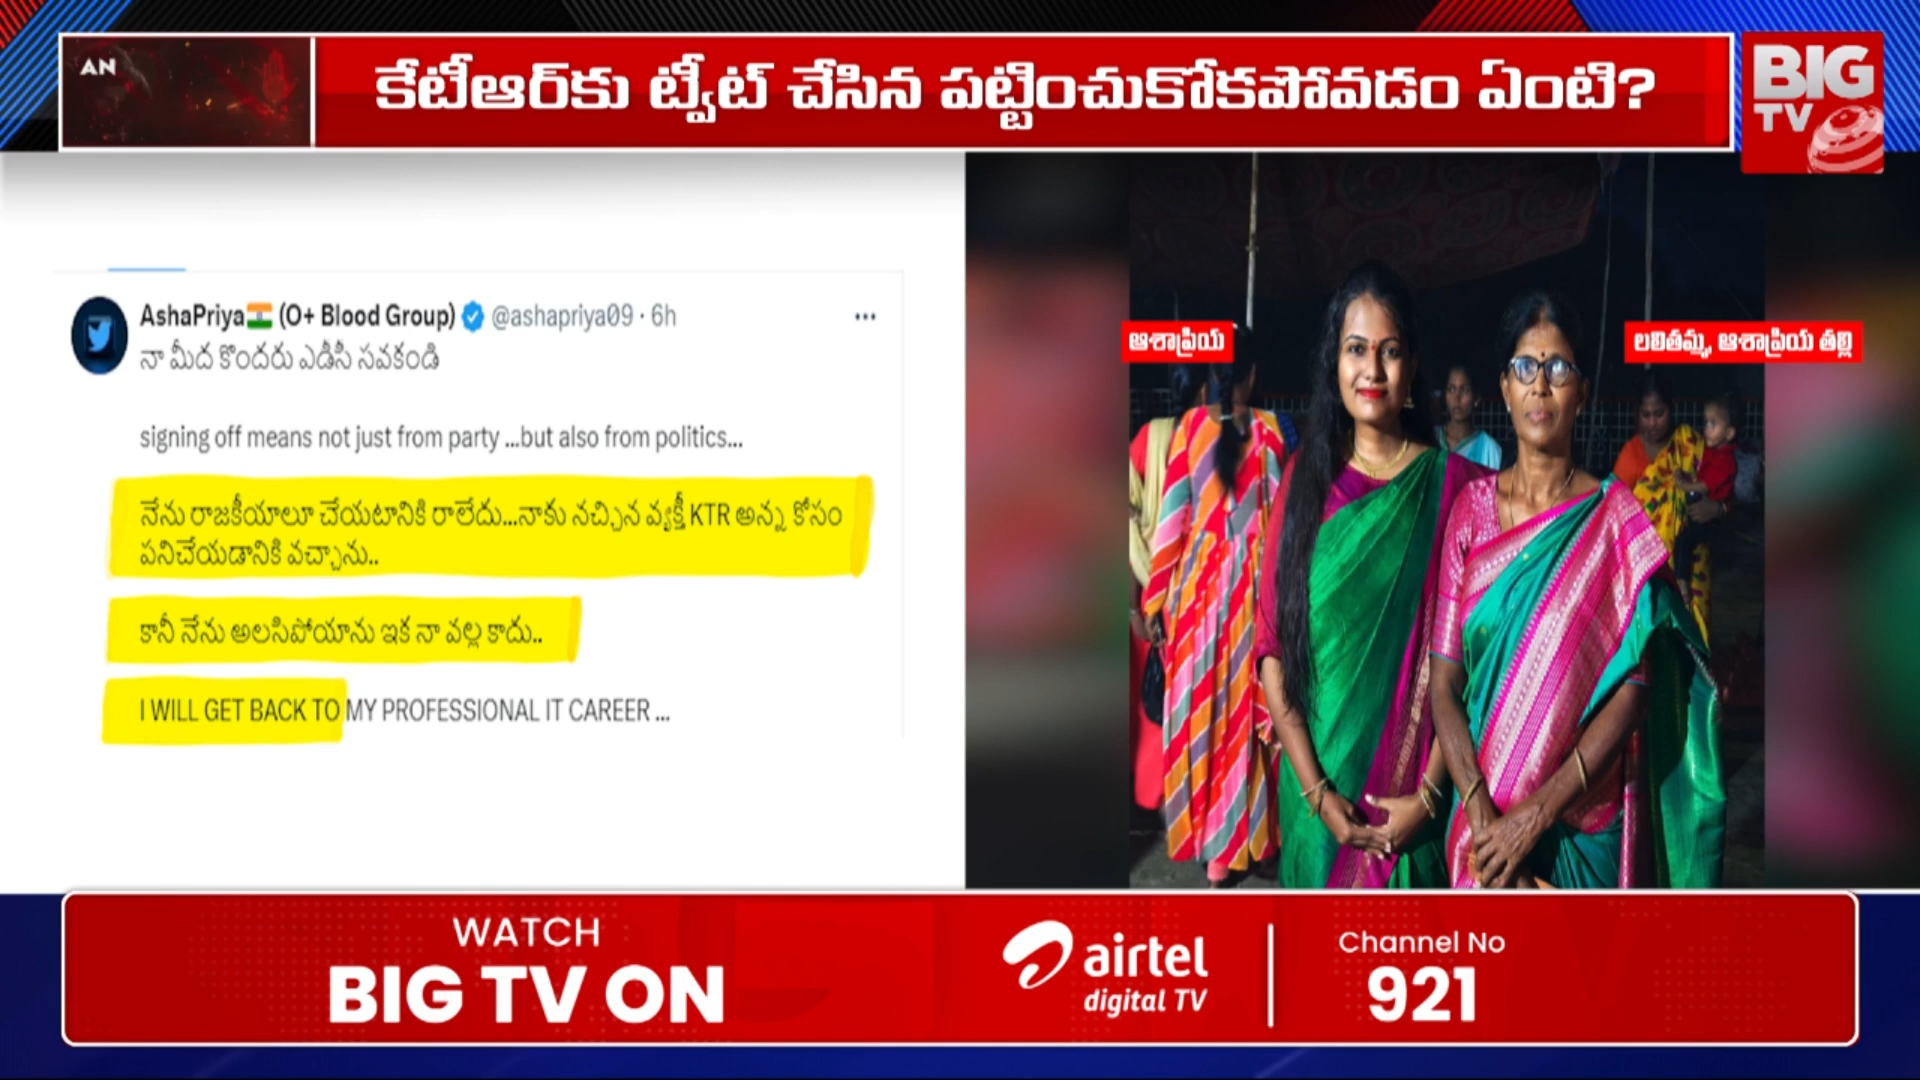 AN
కేటీఆర్‌కు ట్వీట్ చేసిన పట్టించుకోకపోవడం ఏంటి?
BIG
TV
AshaPriya🇮🇳 (O+ Blood Group) @ashapriya09 · 6h
నా మీద కొందరు ఎడీసీ సవకండి
signing off means not just from party ...but also from politics...
నేను రాజకీయాలూ చేయటానికి రాలేదు...నాకు నచ్చిన వ్యక్తీ KTR అన్న కోసం
పనిచేయడానికి వచ్చాను..
కానీ నేను అలసిపోయాను ఇక నా వల్ల కాదు..
I WILL GET BACK TO MY PROFESSIONAL IT CAREER ...
ఆశాప్రియ
లలితమ్మ, ఆశాప్రియ తల్లి
WATCH
BIG TV ON
airtel
digital TV
Channel No
921